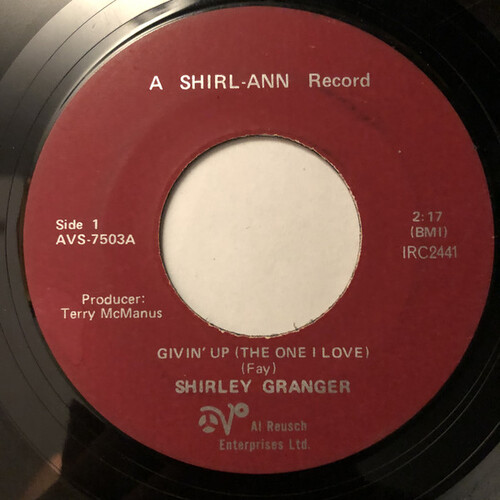 A SHIRL-ANN Record
Side 1
AVS-7503A
2:17
(BMI)
IRC2441
Producer:
Terry McManus
GIVIN' UP (THE ONE I LOVE)
(Fay)
SHIRLEY GRANGER
Al Reusch
Enterprises Ltd.